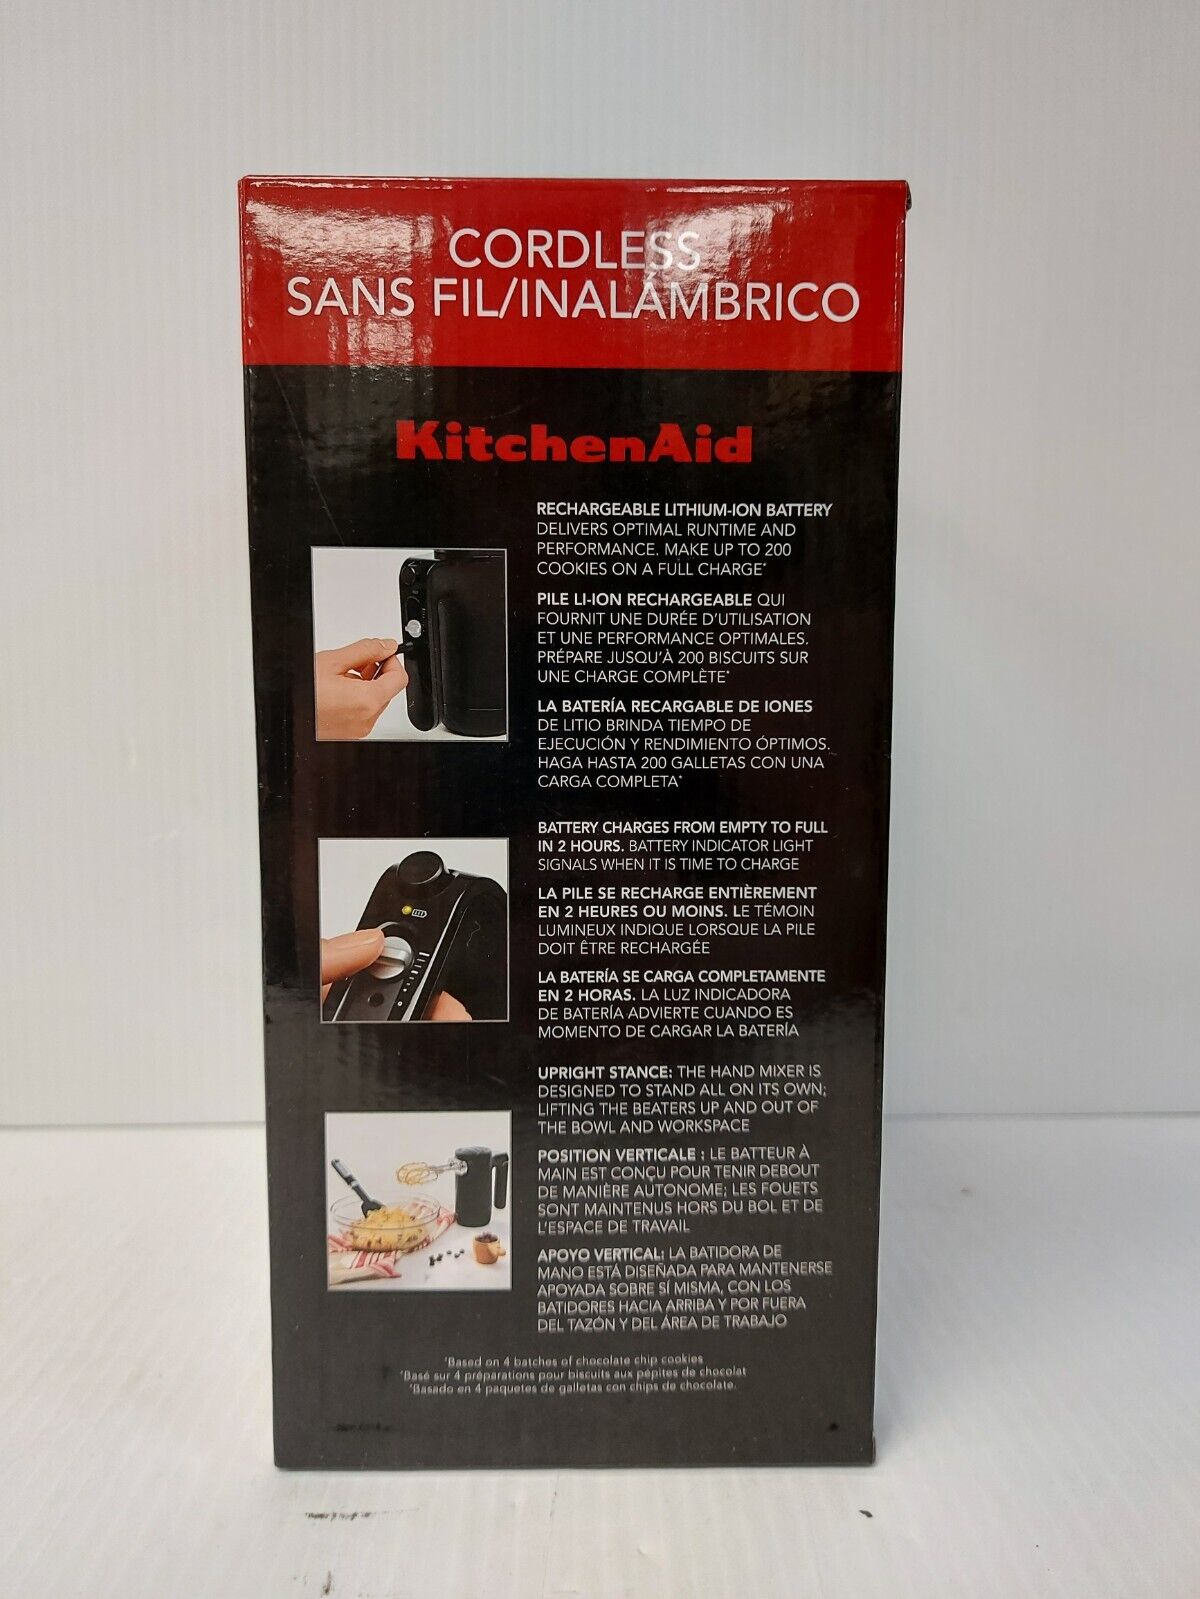 CORDLESS
SANS FIL/INALÁMBRICO
KitchenAid
RECHARGEABLE LITHIUM-ION BATTERY
DELIVERS OPTIMAL RUNTIME AND
PERFORMANCE. MAKE UP TO 200
COOKIES ON A FULL CHARGE*
PILE LI-ION RECHARGEABLE QUI
FOURNIT UNE DURÉE D'UTILISATION
ET UNE PERFORMANCE OPTIMALES.
PRÉPARE JUSQU'À 200 BISCUITS SUR
UNE CHARGE COMPLÈTE*
LA BATERÍA RECARGABLE DE IONES
DE LITIO BRINDA TIEMPO DE
EJECUCIÓN Y RENDIMIENTO ÓPTIMOS.
HAGA HASTA 200 GALLETAS CON UNA
CARGA COMPLETA*
BATTERY CHARGES FROM EMPTY TO FULL
IN 2 HOURS. BATTERY INDICATOR LIGHT
SIGNALS WHEN IT IS TIME TO CHARGE
LA PILE SE RECHARGE ENTIÈREMENT
EN 2 HEURES OU MOINS. LE TÉMOIN
LUMINEUX INDIQUE LORSQUE LA PILE
DOIT ÊTRE RECHARGÉE
LA BATERÍA SE CARGA COMPLETAMENTE
EN 2 HORAS. LA LUZ INDICADORA
DE BATERÍA ADVIERTE CUANDO ES
MOMENTO DE CARGAR LA BATERÍA
UPRIGHT STANCE: THE HAND MIXER IS
DESIGNED TO STAND ALL ON ITS OWN;
LIFTING THE BEATERS UP AND OUT OF
THE BOWL AND WORKSPACE
POSITION VERTICALE : LE BATTEUR À
MAIN EST CONÇU POUR TENIR DEBOUT
DE MANIÈRE AUTONOME; LES FOUETS
SONT MAINTENUS HORS DU BOL ET DE
L'ESPACE DE TRAVAIL
APOYO VERTICAL: LA BATIDORA DE
MANO ESTÁ DISEÑADA PARA MANTENERSE
APOYADA SOBRE SÍ MISMA, CON LOS
BATIDORES HACIA ARRIBA Y POR FUERA
DEL TAZÓN Y DEL ÁREA DE TRABAJO
*Based on 4 batches of chocolate chip cookies
*Basé sur 4 préparations pour biscuits aux pépites de chocolat
*Basado en 4 paquetes de galletas con chips de chocolate.